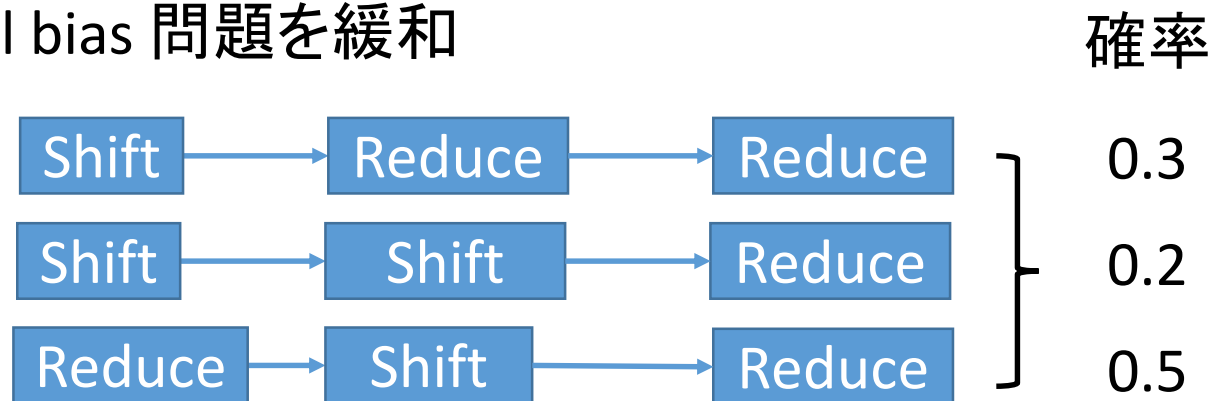 l bias 問題を緩和
確率
Shift Reduce Reduce 0.3
Shift Shift Reduce 0.2
Reduce Shift Reduce 0.5